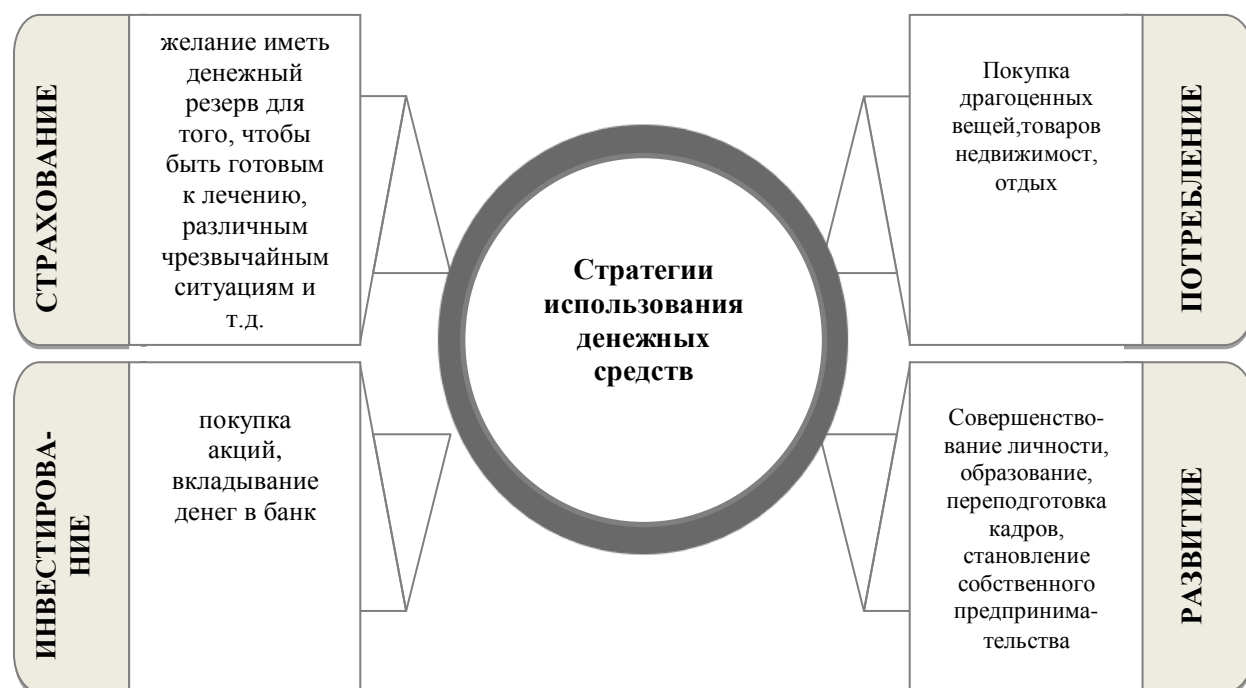 СТРАХОВАНИЕ
желание иметь
денежный
резерв для
того, чтобы
быть готовым
к лечению,
различным
чрезвычайным
ситуациям и
т.д.
Покупка
драгоценных
вещей,товаров
недвижимост,
отдых
ПОТРЕБЛЕНИЕ
Стратегии
использования
денежных
средств
ИНВЕСТИРОВА-
НИЕ
покупка
акций,
вкладывание
денег в банк
Совершенство-
вание личности,
образование,
переподготовка
кадров,
становление
собственного
предпринима-
тельства
РАЗВИТИЕ